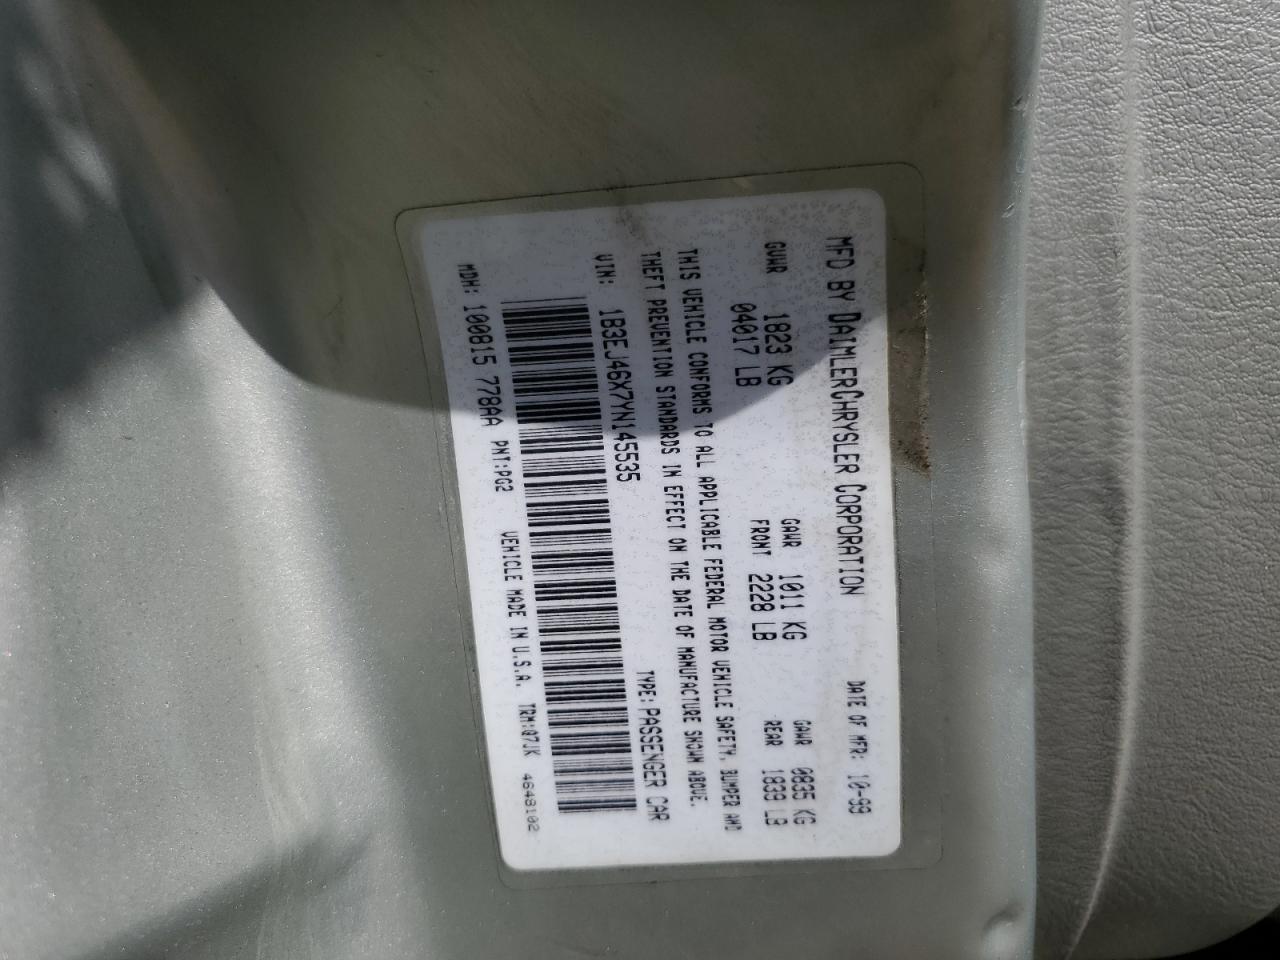 MFD BY DAIMLERCHRYSLER CORPORATION DATE OF MFR: 10-99
GVWR 1823 KG GAWR 1011 KG GAWR 0835 KG
04017 LB FRONT 2228 LB REAR 1839 LB
THIS VEHICLE CONFORMS TO ALL APPLICABLE FEDERAL MOTOR VEHICLE SAFETY, BUMPER AND
THEFT PREVENTION STANDARDS IN EFFECT ON THE DATE OF MANUFACTURE SHOWN ABOVE.
VIN: 1B3EJ46X7YN145535 TYPE: PASSENGER CAR
MDH: 100815 778AA PNT:PG2 VEHICLE MADE IN U.S.A. TRM:Q7JK 4648102